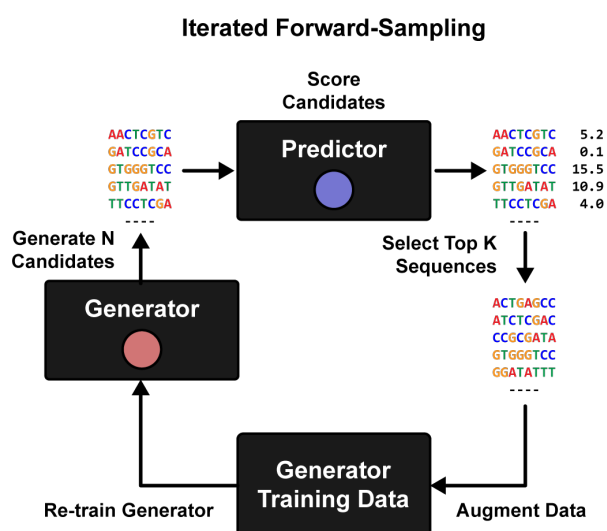 Iterated Forward-Sampling
Score
Candidates
AACTCGTC
GATCCGCA
GTGGGTCC
GTTGATAT
TTCCTCGA
----
Predictor
AACTCGTC 5.2
GATCCGCA 0.1
GTGGGTCC 15.5
GTTGATAT 10.9
TTCCTCGA 4.0
----
Generate N
Candidates
Select Top K
Sequences
Generator
ACTGAGCC
ATCTCGAC
CCGCGATA
GTGGGTCC
GGATATTT
----
Generator
Training Data
Re-train Generator
Augment Data